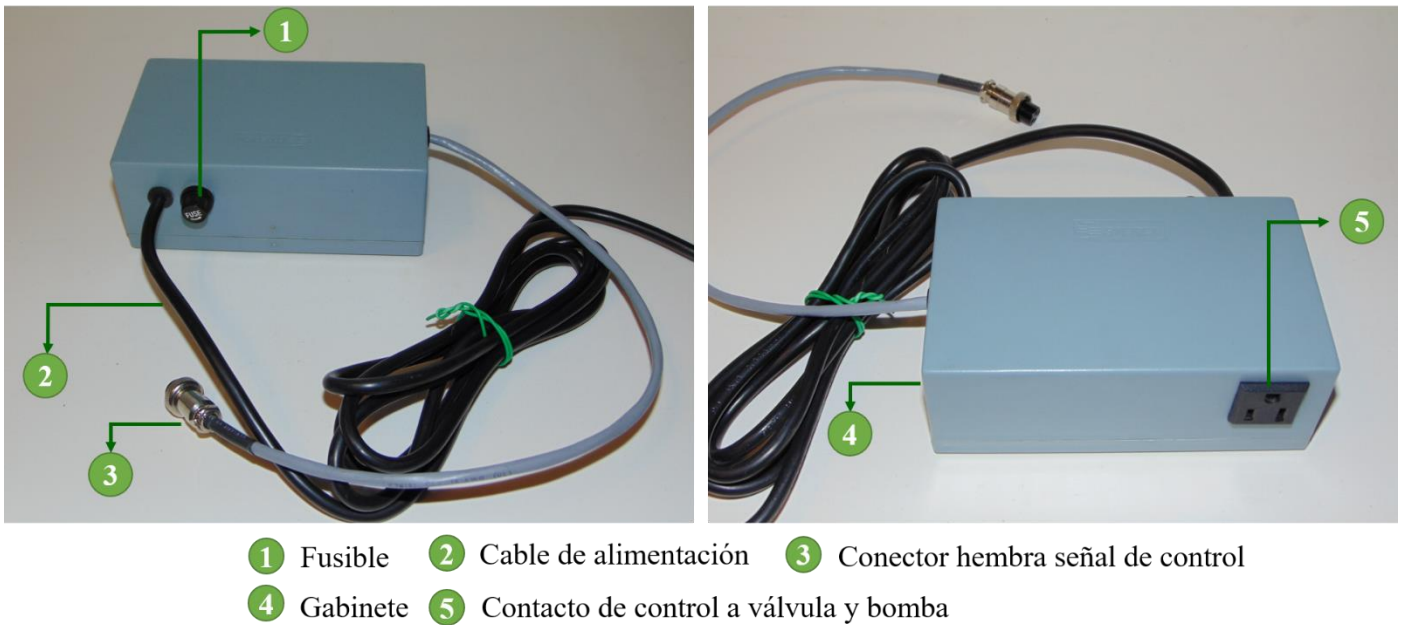 1
FUSE
2
3
4
5
1 Fusible 2 Cable de alimentación 3 Conector hembra señal de control
4 Gabinete 5 Contacto de control a válvula y bomba